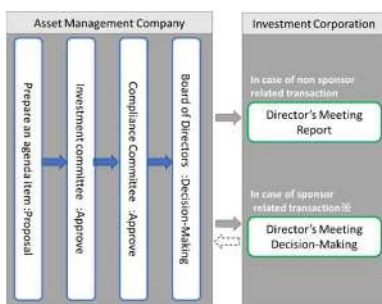 Asset Management Company
Prepare an agenda item :Proposal
Investment committee :Approve
Compliance Committee :Approve
Board of Directors :Decision-Making
Investment Corporation
In case of non sponsor
related transaction
Director's Meeting
Report
In case of sponsor
related transaction※
Director's Meeting
Decision-Making